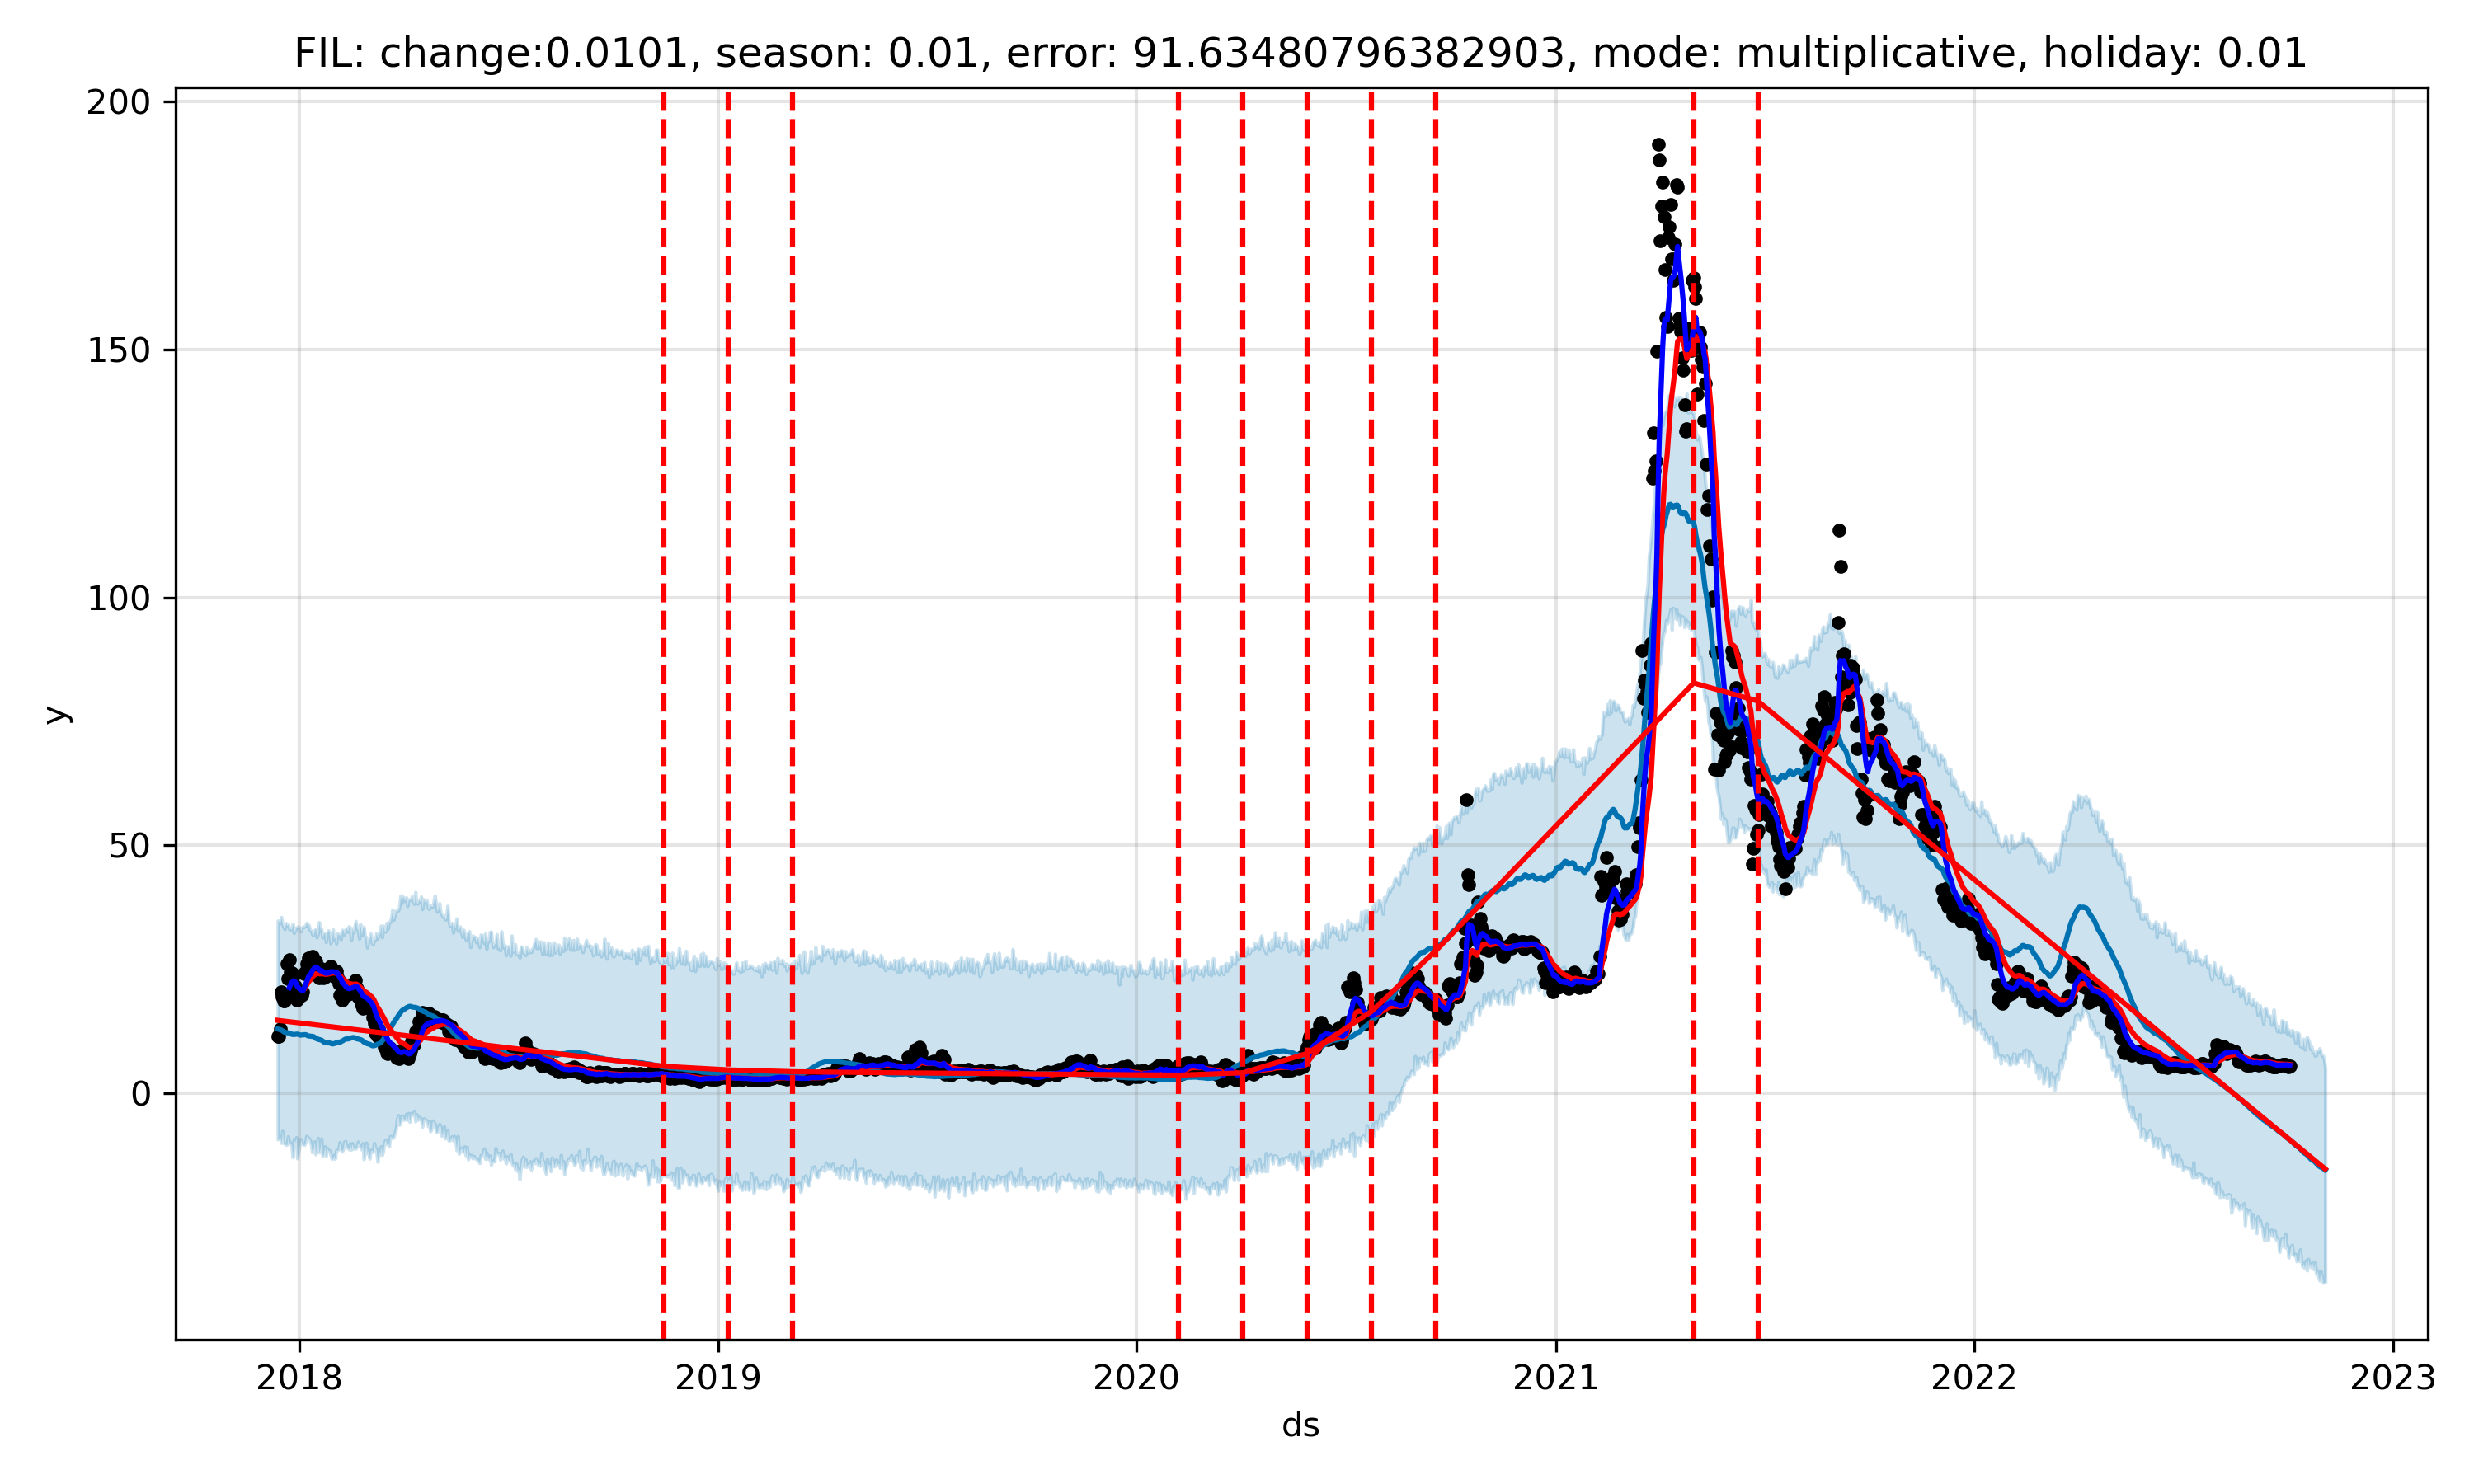 FIL: change:0.0101, season: 0.01, error: 91.63480796382903, mode: multiplicative, holiday: 0.01
200
150
100
50
0
y
2018 2019 2020 2021 2022 2023
ds